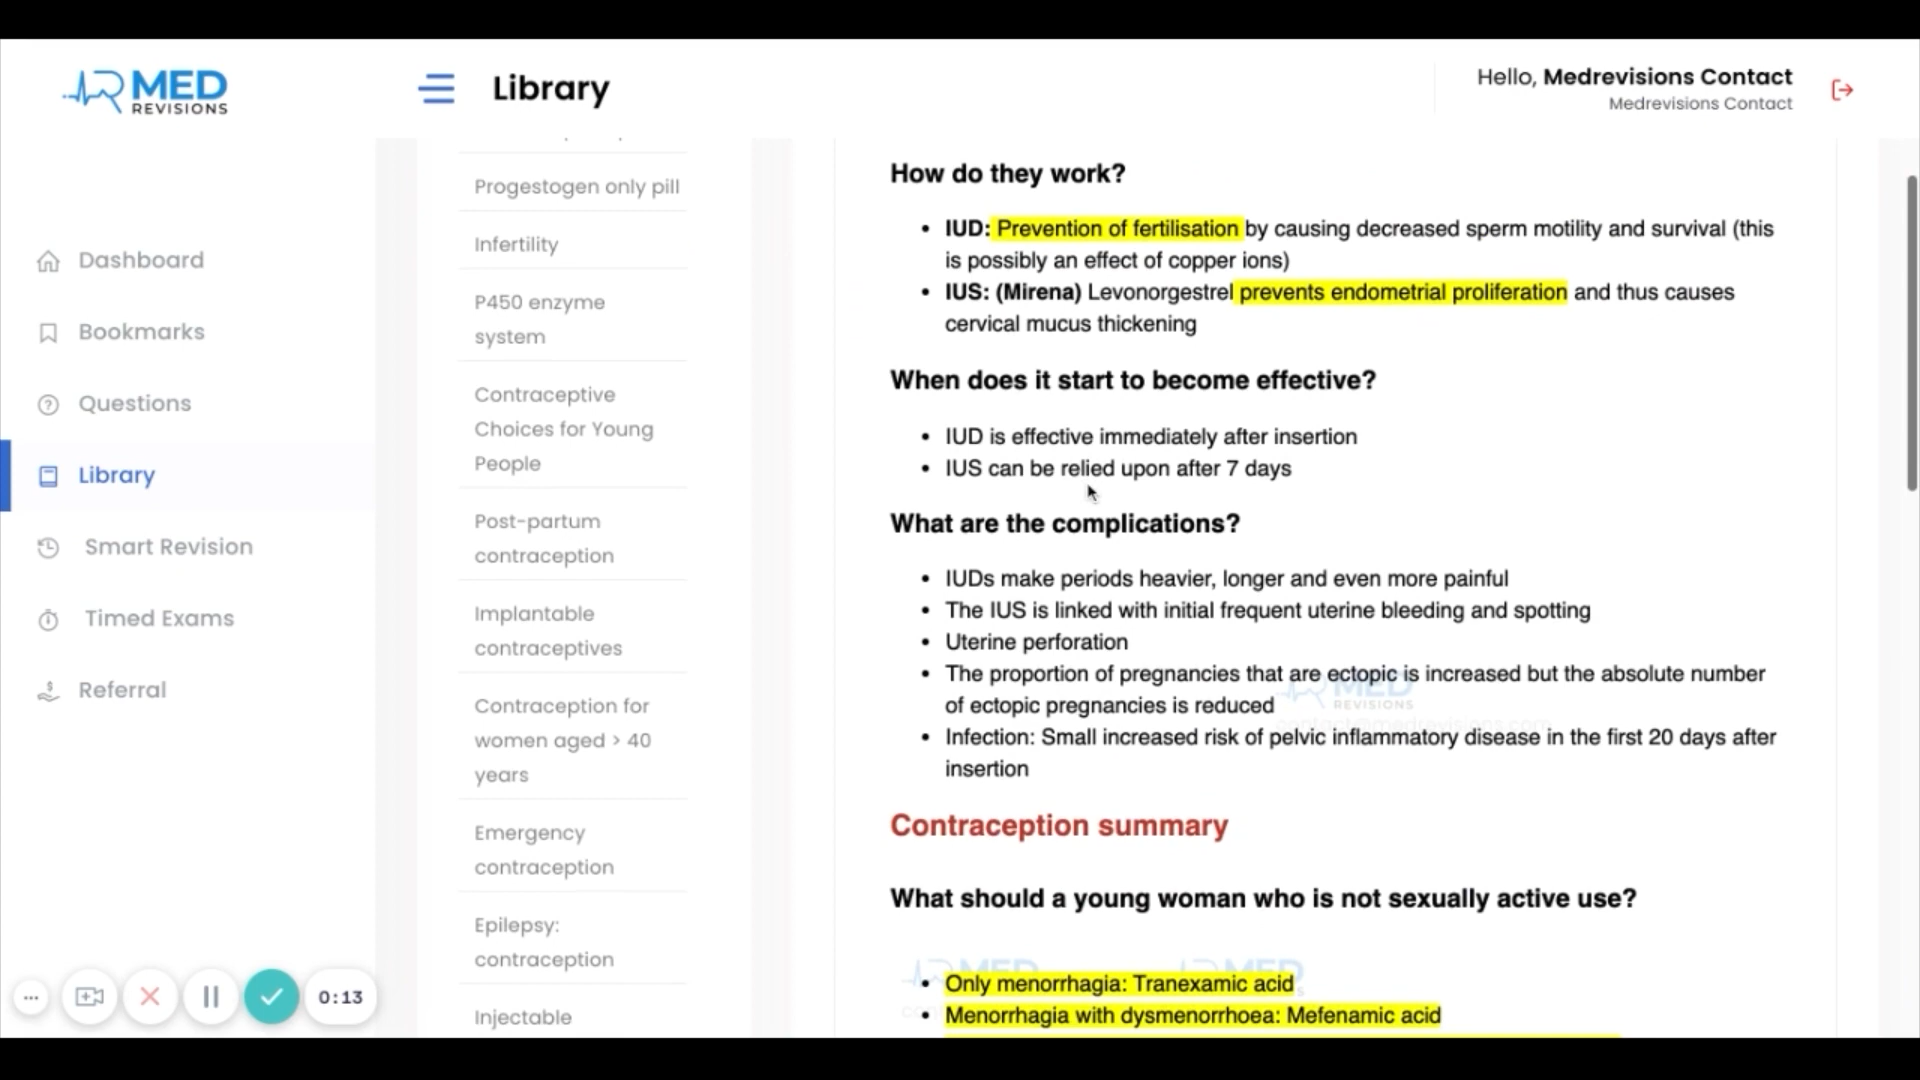 MED
REVISIONS
Library
Hello, Medrevisions Contact
Medrevisions Contact
Dashboard
Bookmarks
Questions
Library
Smart Revision
Timed Exams
Referral
Progestogen only pill
Infertility
P450 enzyme
system
Contraceptive
Choices for Young
People
Post-partum
contraception
Implantable
contraceptives
Contraception for
women aged > 40
years
Emergency
contraception
Epilepsy:
contraception
Injectable
How do they work?
• IUD: Prevention of fertilisation by causing decreased sperm motility and survival (this
is possibly an effect of copper ions)
• IUS: (Mirena) Levonorgestrel prevents endometrial proliferation and thus causes
cervical mucus thickening
When does it start to become effective?
• IUD is effective immediately after insertion
• IUS can be relied upon after 7 days
What are the complications?
• IUDs make periods heavier, longer and even more painful
• The IUS is linked with initial frequent uterine bleeding and spotting
• Uterine perforation
• The proportion of pregnancies that are ectopic is increased but the absolute number
of ectopic pregnancies is reduced
• Infection: Small increased risk of pelvic inflammatory disease in the first 20 days after
insertion
MED
REVISIONS
contact@medrevisions.com
Contraception summary
What should a young woman who is not sexually active use?
MED
MED
• Only menorrhagia: Tranexamic acid
• Menorrhagia with dysmenorrhoea: Mefenamic acid
0:13